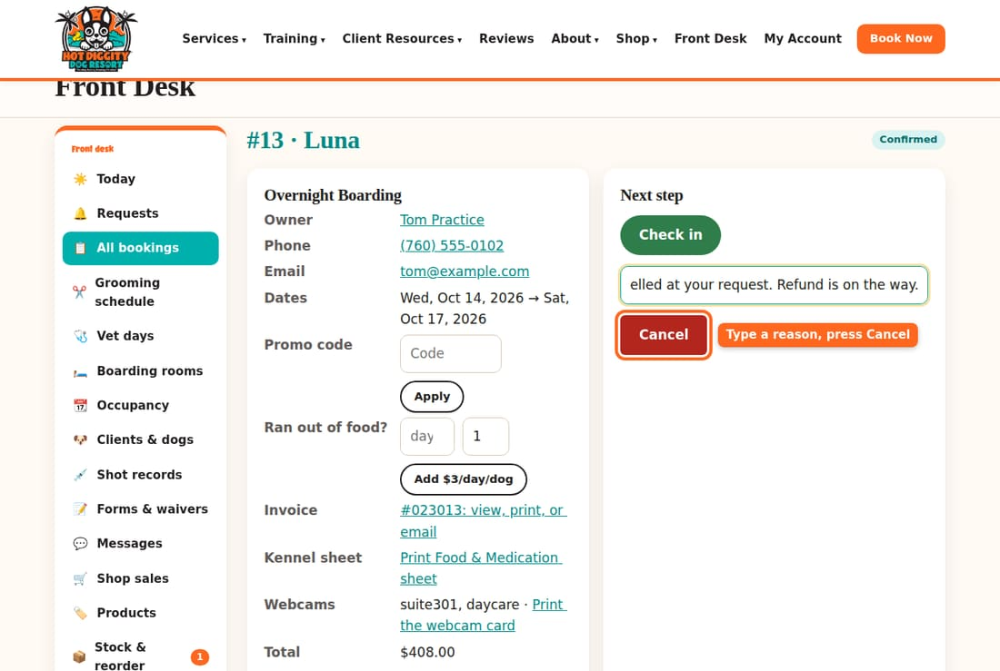 HOT DIGGITY
DOG RESORT
Services ▾ Training ▾ Client Resources ▾ Reviews About ▾ Shop ▾ Front Desk My Account Book Now
Front Desk
Front desk
☀️ Today
🔔 Requests
📋 All bookings
✂️ Grooming
schedule
🩺 Vet days
🛏️ Boarding rooms
📆 Occupancy
🐶 Clients & dogs
💉 Shot records
📝 Forms & waivers
💬 Messages
🛒 Shop sales
🏷️ Products
📦 Stock &
reorder
1
#13 · Luna
Confirmed
Overnight Boarding
Owner Tom Practice
Phone (760) 555-0102
Email tom@example.com
Dates Wed, Oct 14, 2026 → Sat,
Oct 17, 2026
Promo code Code
Apply
Ran out of food? day 1
Add $3/day/dog
Invoice #023013: view, print, or
email
Kennel sheet Print Food & Medication
sheet
Webcams suite301, daycare · Print
the webcam card
Total $408.00
Next step
Check in
elled at your request. Refund is on the way.
Cancel Type a reason, press Cancel